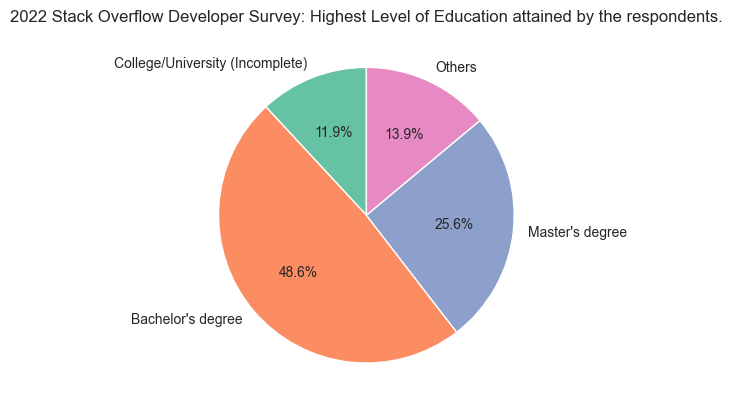 2022 Stack Overflow Developer Survey: Highest Level of Education attained by the respondents.
College/University (Incomplete)
Others
11.9%
13.9%
25.6%
Master's degree
48.6%
Bachelor's degree